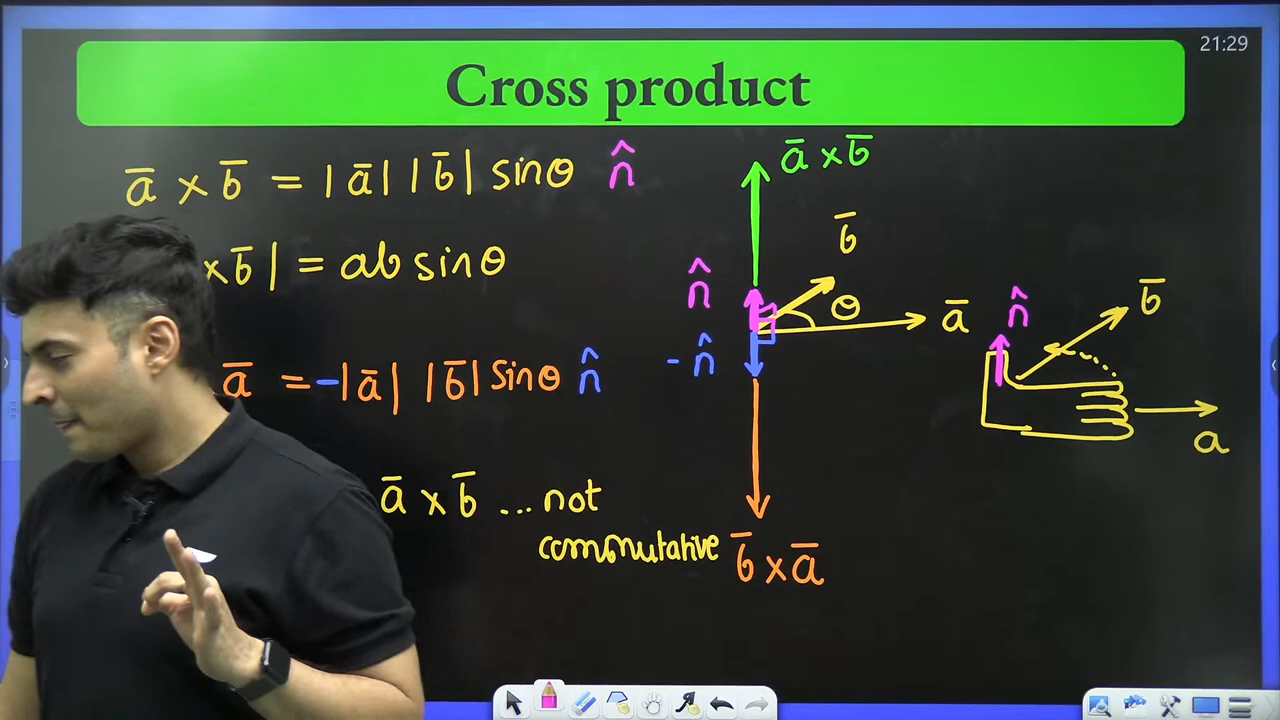 21:29
Cross product
ā × b̄ = |ā| |b̄| sinθ n̂
× b̄| = ab sinθ
ā = -|ā| |b̄| sinθ n̂
ā × b̄ ... not
commutative
ā × b̄
b̄
n̂
θ
ā
-n̂
b̄ × ā
n̂
b̄
a